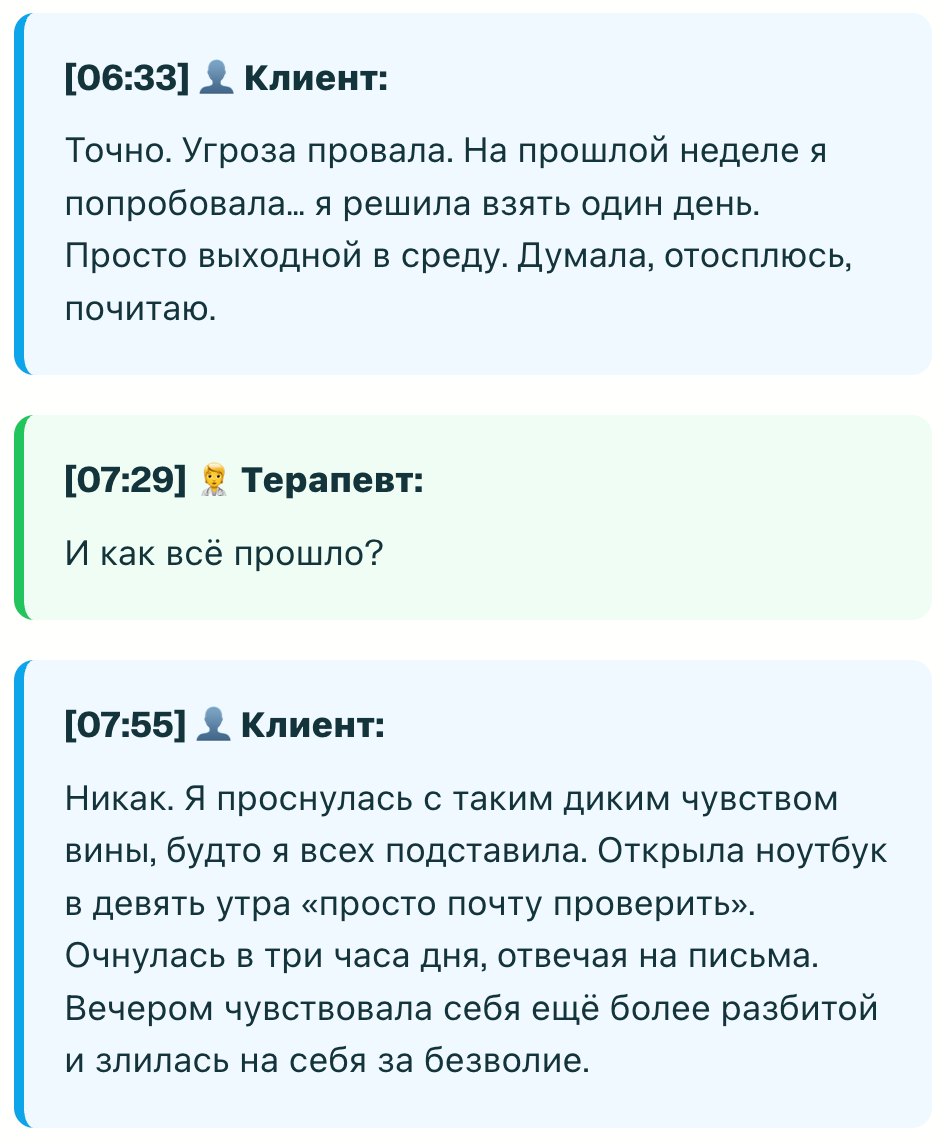 [06:33] 👤 Клиент:
Точно. Угроза провала. На прошлой неделе я
попробовала… я решила взять один день.
Просто выходной в среду. Думала, отосплюсь,
почитаю.
[07:29] 🧑‍⚕️ Терапевт:
И как всё прошло?
[07:55] 👤 Клиент:
Никак. Я проснулась с таким диким чувством
вины, будто я всех подставила. Открыла ноутбук
в девять утра «просто почту проверить».
Очнулась в три часа дня, отвечая на письма.
Вечером чувствовала себя ещё более разбитой
и злилась на себя за безволие.